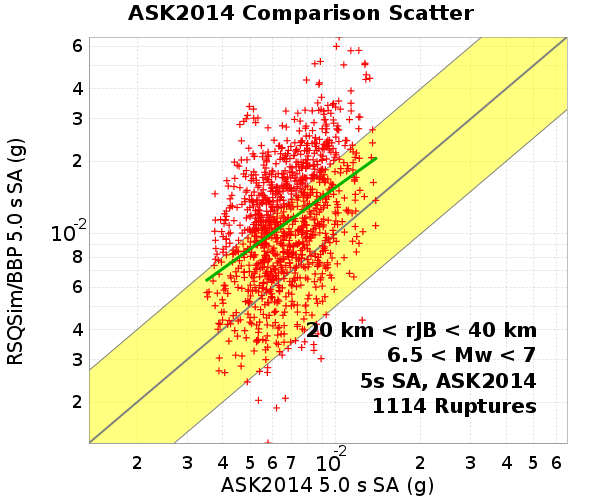 ASK2014 Comparison Scatter
RSQSim/BBP 5.0 s SA (g)
6
4
3
2
10-2
8
6
4
3
2
20 km < rJB < 40 km
6.5 < Mw < 7
5s SA, ASK2014
1114 Ruptures
2 3 4 5 6 7 10-2 2 3 4 5 6
ASK2014 5.0 s SA (g)